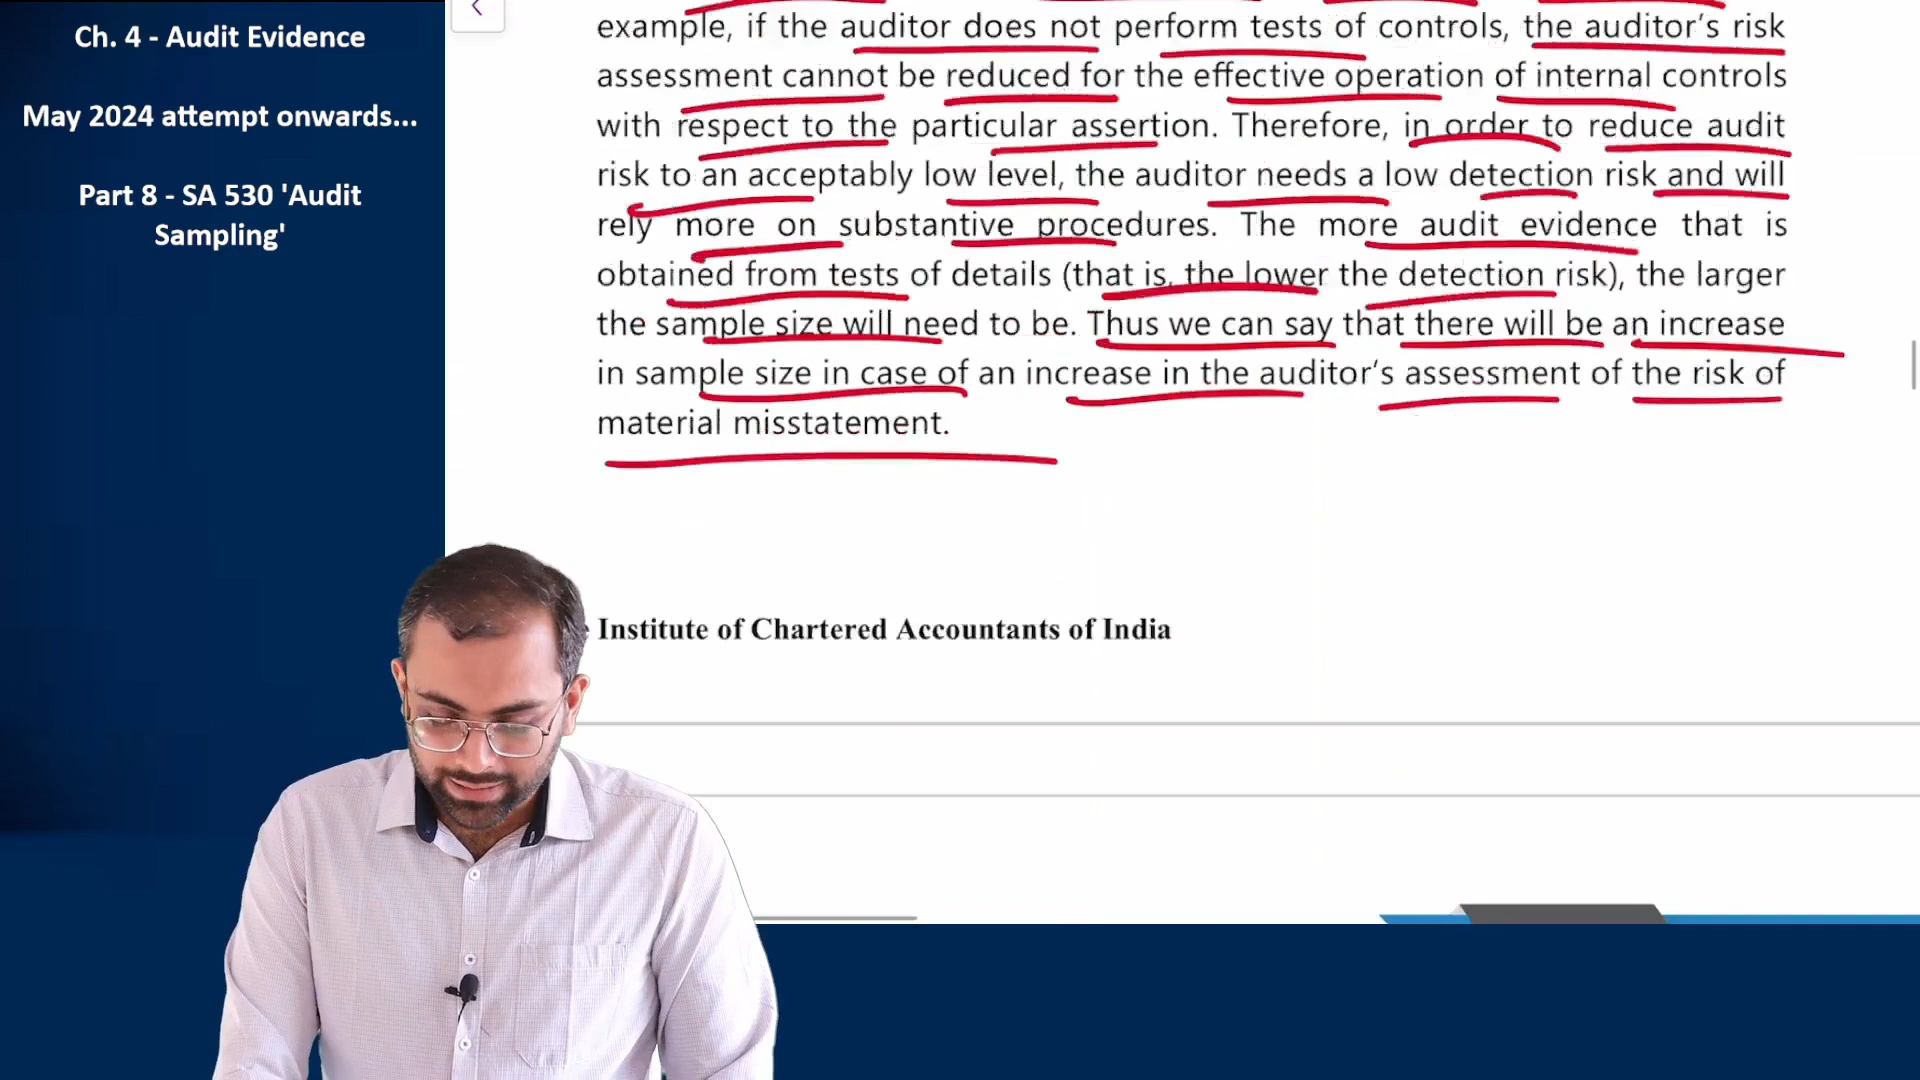 Ch. 4 - Audit Evidence
May 2024 attempt onwards...
Part 8 - SA 530 'Audit
Sampling'
example, if the auditor does not perform tests of controls, the auditor's risk
assessment cannot be reduced for the effective operation of internal controls
with respect to the particular assertion. Therefore, in order to reduce audit
risk to an acceptably low level, the auditor needs a low detection risk and will
rely more on substantive procedures. The more audit evidence that is
obtained from tests of details (that is, the lower the detection risk), the larger
the sample size will need to be. Thus we can say that there will be an increase
in sample size in case of an increase in the auditor's assessment of the risk of
material misstatement.
Institute of Chartered Accountants of India